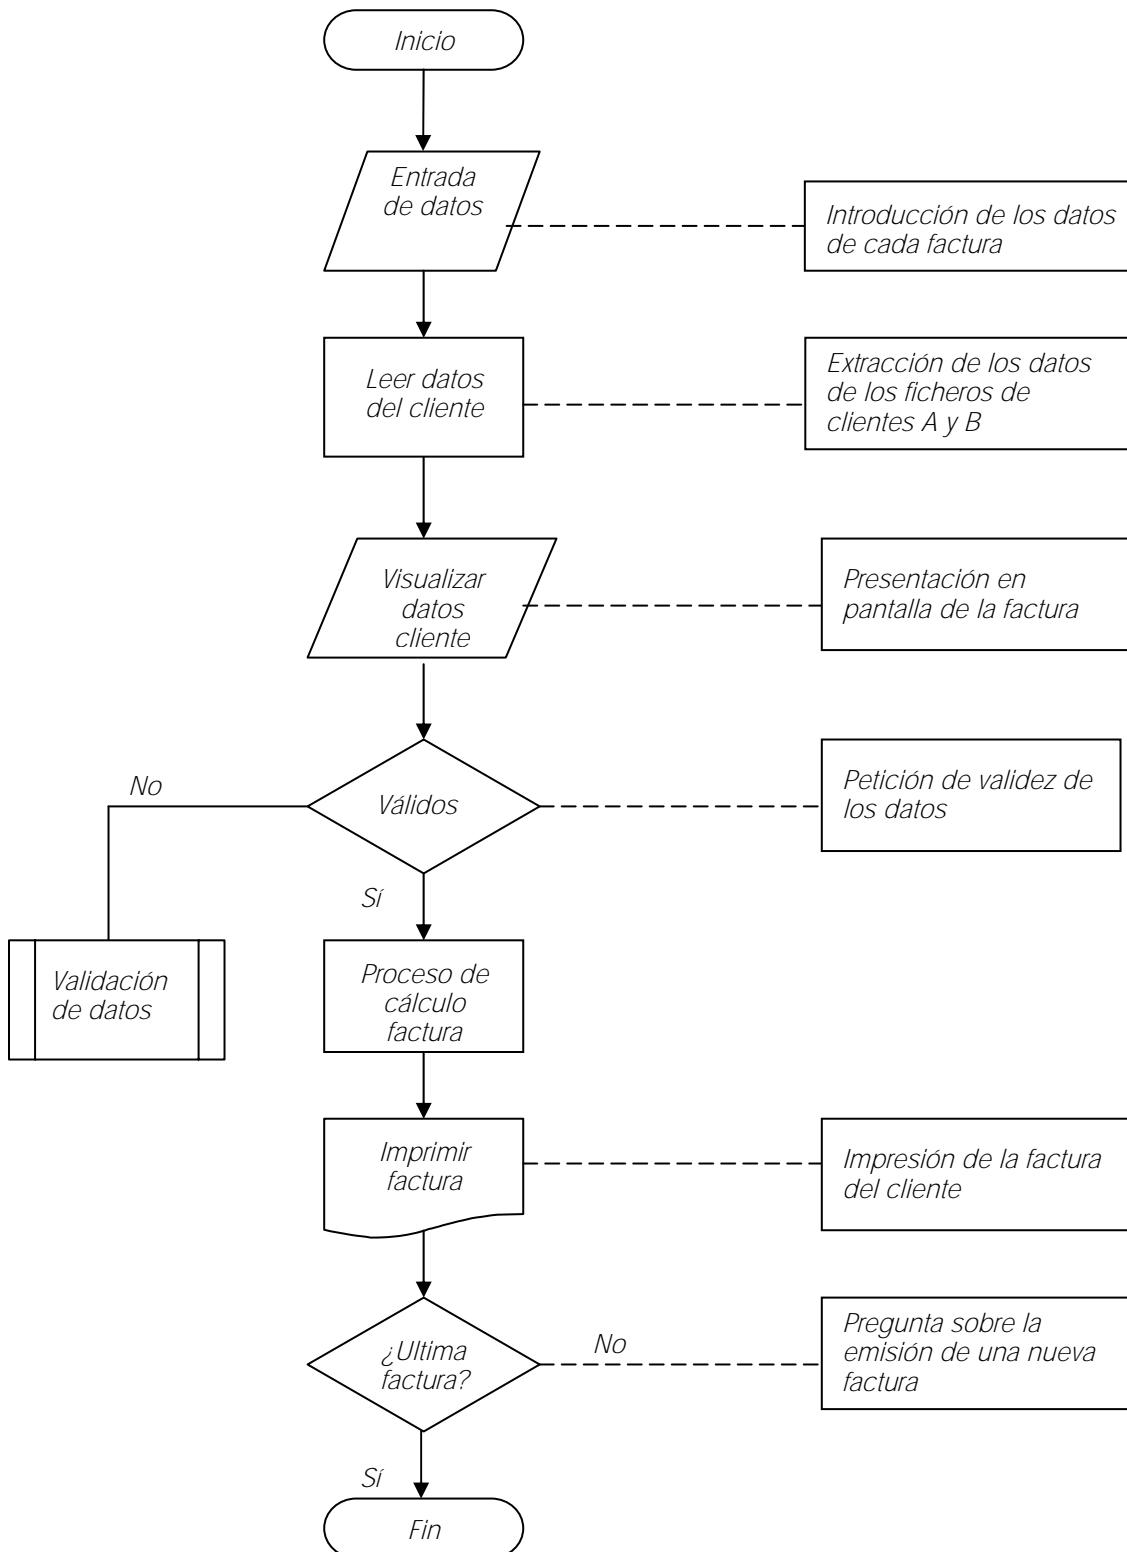 Inicio
Entrada
de datos
Introducción de los datos
de cada factura
Leer datos
del cliente
Extracción de los datos
de los ficheros de
clientes A y B
Visualizar
datos
cliente
Presentación en
pantalla de la factura
No
Válidos
Petición de validez de
los datos
Sí
Validación
de datos
Proceso de
cálculo
factura
Imprimir
factura
Impresión de la factura
del cliente
¿Ultima
factura?
No
Pregunta sobre la
emisión de una nueva
factura
Sí
Fin